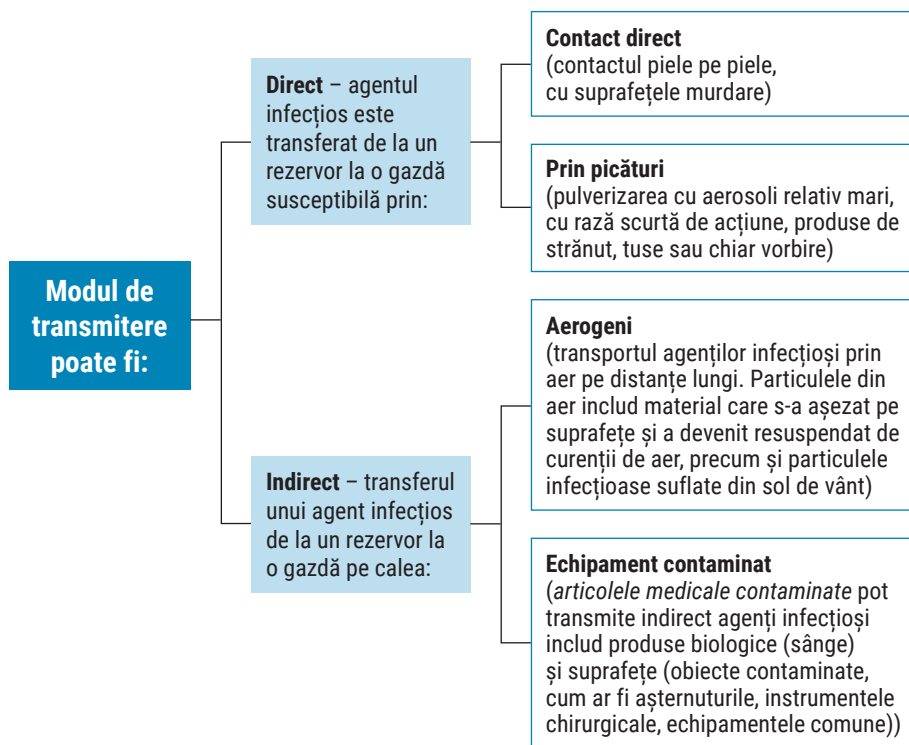 Modul de
transmitere
poate fi:
Direct – agentul
infecțios este
transferat de la un
rezervor la o gazdă
susceptibilă prin:
Contact direct
(contactul piele pe piele,
cu suprafețele murdare)
Prin picături
(pulverizarea cu aerosoli relativ mari,
cu rază scurtă de acțiune, produse de
strănut, tuse sau chiar vorbire)
Indirect – transferul
unui agent infecțios
de la un rezervor la
o gazdă pe calea:
Aerogeni
(transportul agenților infecțioși prin
aer pe distanțe lungi. Particulele din
aer includ material care s-a așezat pe
suprafețe și a devenit resuspendat de
curenții de aer, precum și particulele
infecțioase suflate din sol de vânt)
Echipament contaminat
(articolele medicale contaminate pot
transmite indirect agenți infecțioși
includ produse biologice (sânge)
și suprafețe (obiecte contaminate,
cum ar fi așternuturile, instrumentele
chirurgicale, echipamentele comune))